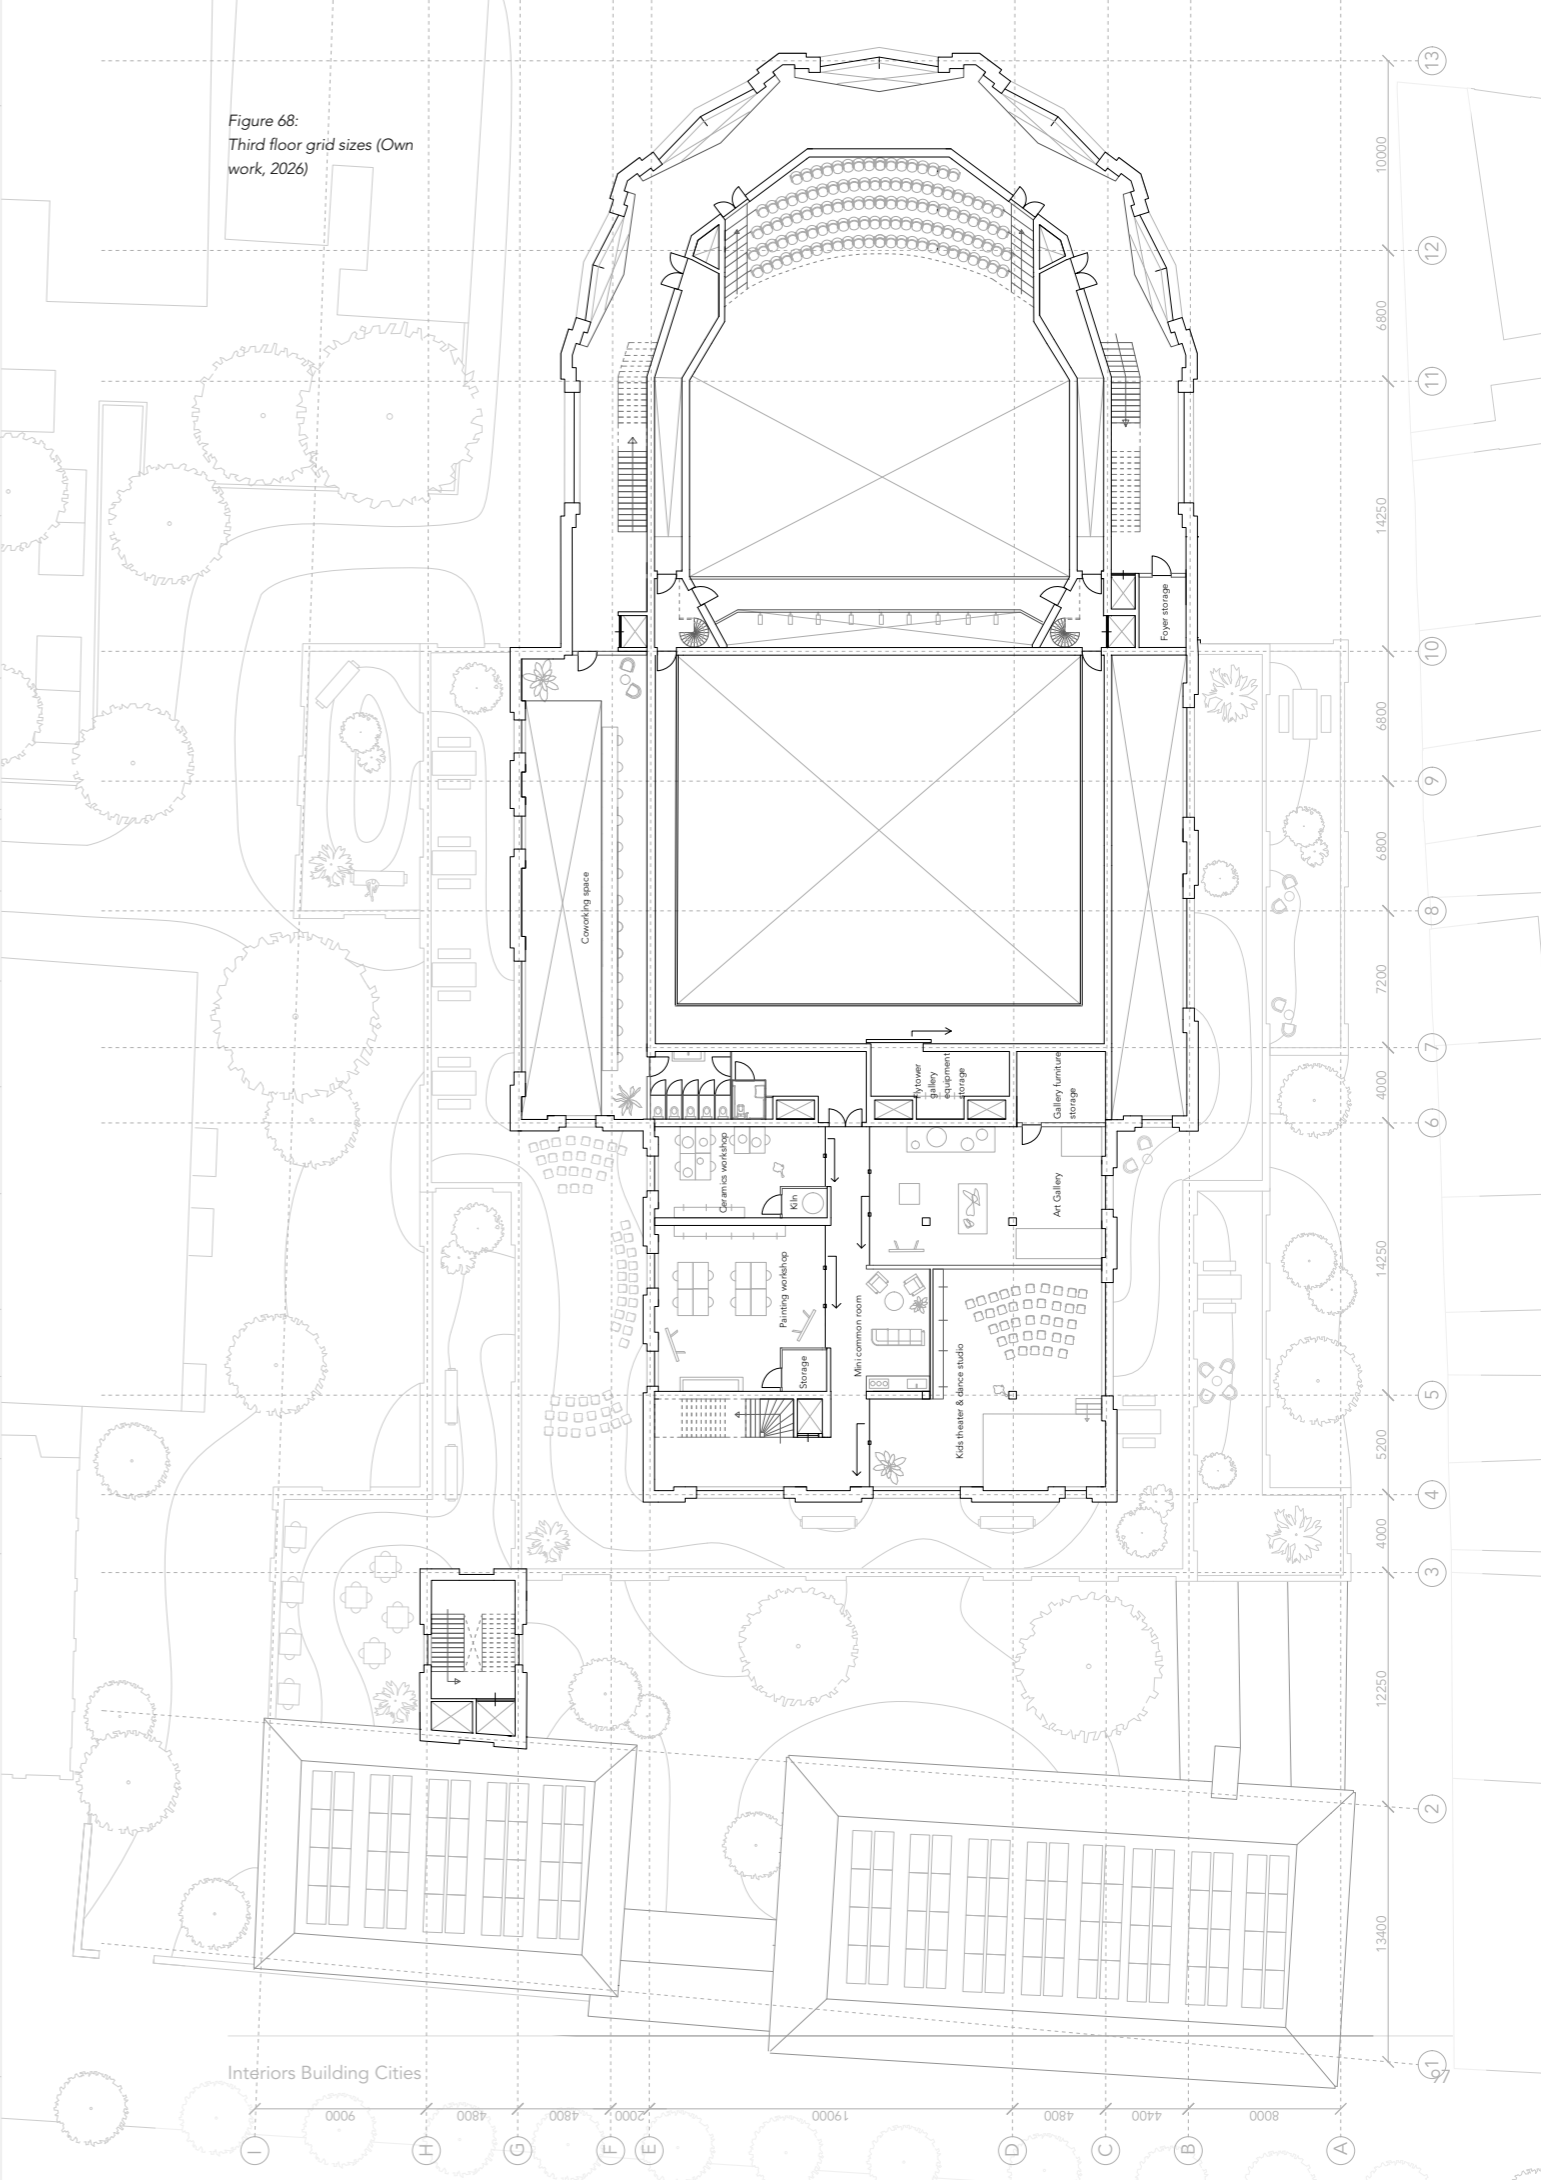 Figure 68:
Third floor grid sizes (Own
work, 2026)
13
10000
12
6800
11
14250
10
6800
9
6800
8
7200
7
4000
6
14250
5
5200
4
4000
3
12250
2
13400
1
Foyer storage
Coworking space
Flytower
gallery
equipment
storage
Gallery furniture
storage
Ceramics workshop
Kiln
Art Gallery
Painting workshop
Mini common room
Storage
Kids theater & dance studio
Interiors Building Cities
97
9000
4800
4800
2000
19000
4800
4400
8000
I
H
G
F
E
D
C
B
A